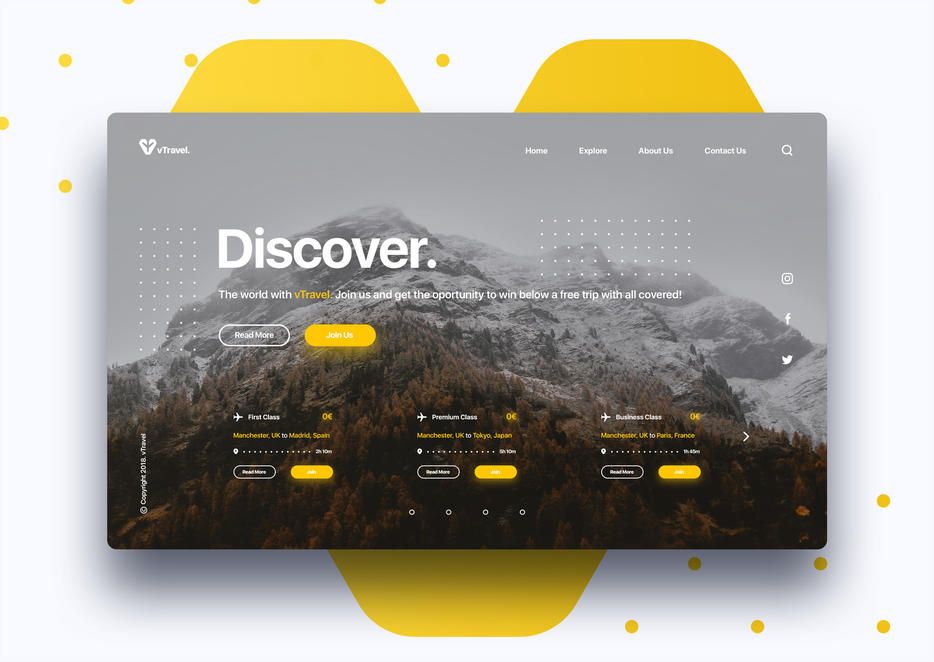 vTravel.
Home Explore About Us Contact Us
Discover.
The world with vTravel. Join us and get the oportunity to win below a free trip with all covered!
Read More Join Us
First Class 0€
Manchester, UK to Madrid, Spain
2h 10m
Read More Join
Premium Class 0€
Manchester, UK to Tokyo, Japan
5h 10m
Read More Join
Business Class 0€
Manchester, UK to Paris, France
1h 45m
Read More Join
© Copyright 2018. vTravel